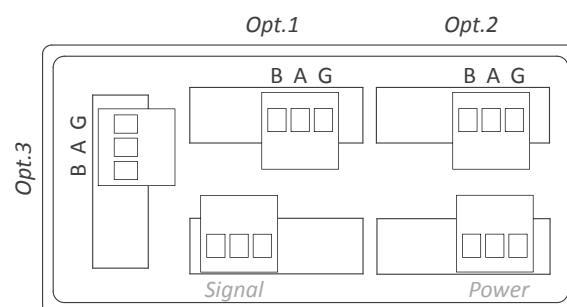 Opt.1 Opt.2
B A G B A G
Opt.3
B A G
Signal Power